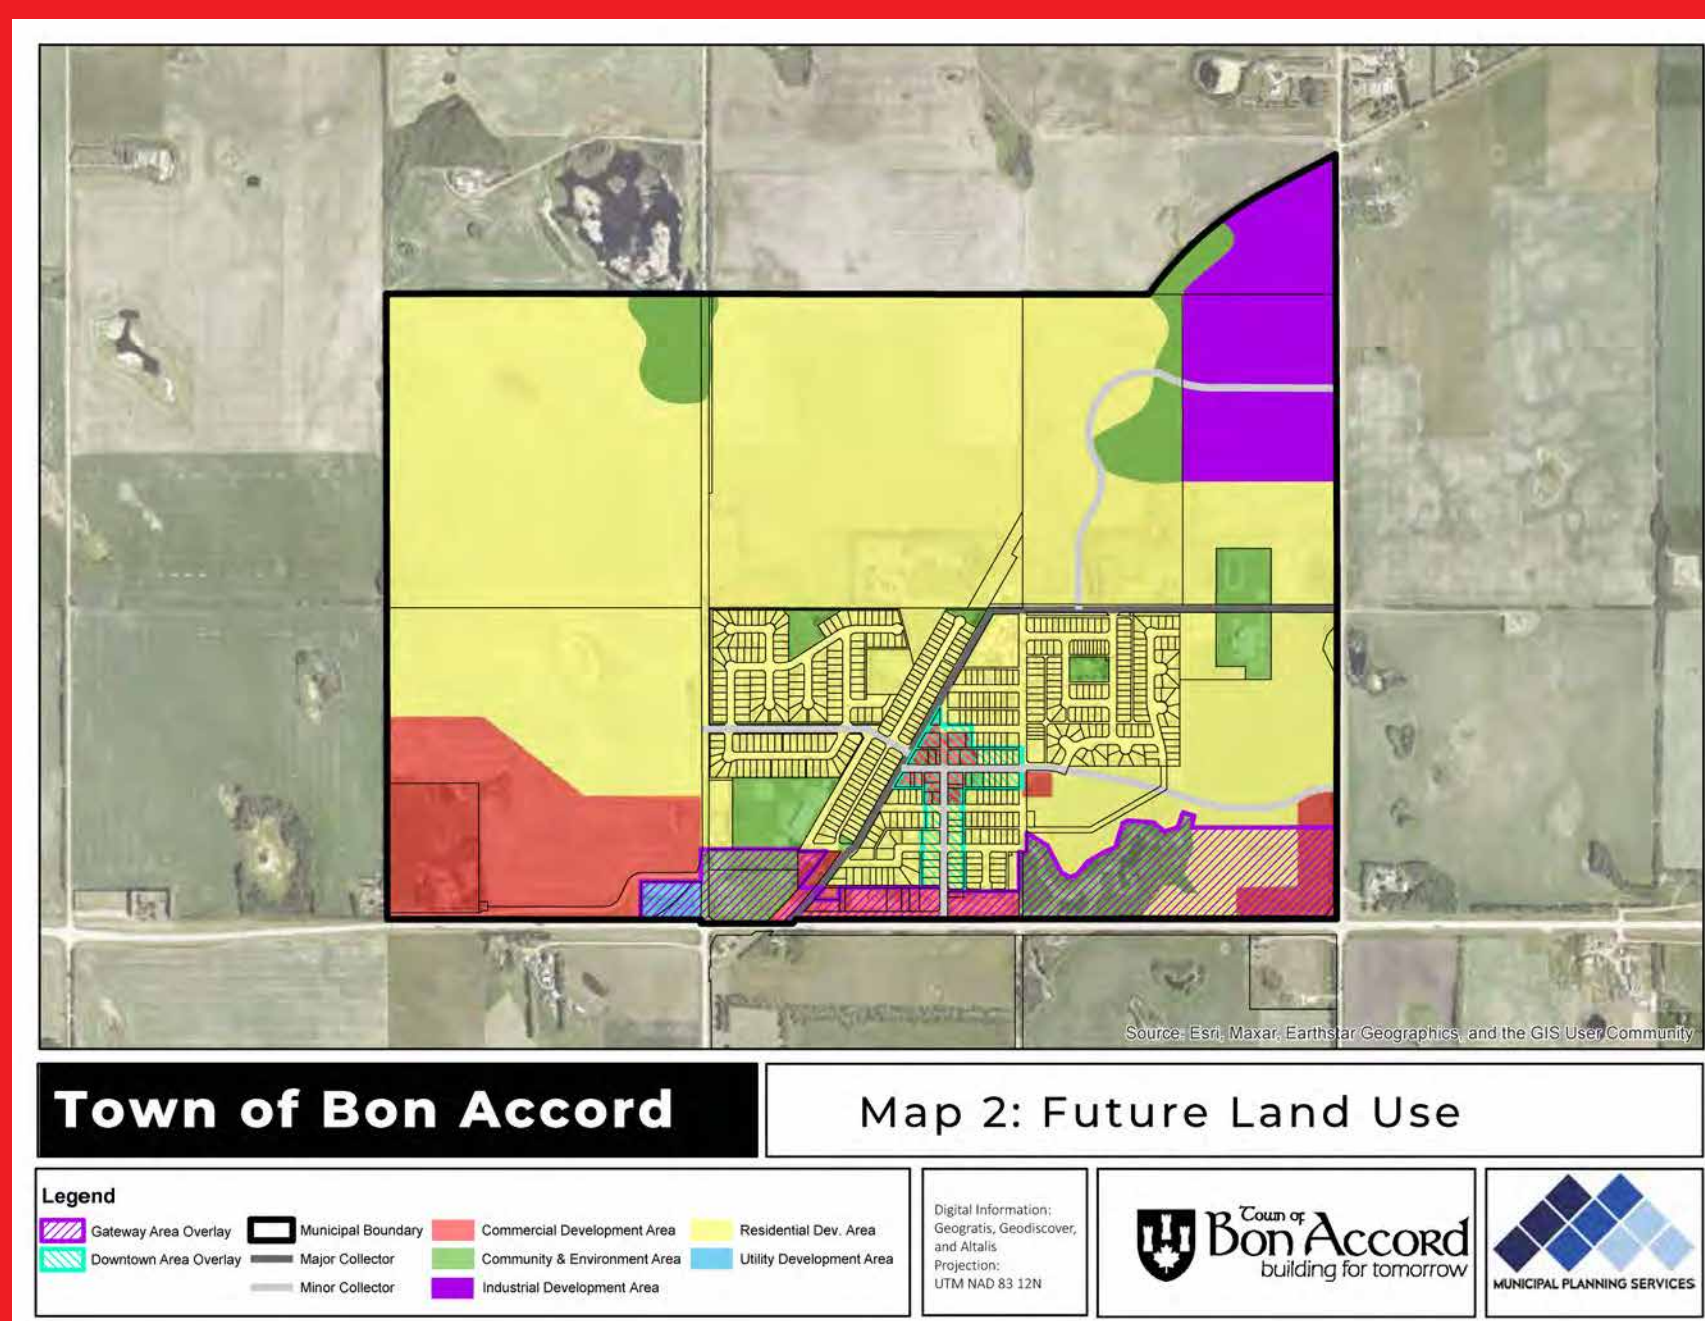 Source: Esri, Maxar, Earthstar Geographics, and the GIS User Community
Town of Bon Accord
Map 2: Future Land Use
Legend
Gateway Area Overlay
Downtown Area Overlay
Municipal Boundary
Major Collector
Minor Collector
Commercial Development Area
Community & Environment Area
Industrial Development Area
Residential Dev. Area
Utility Development Area
Digital Information:
Geogratis, Geodiscover,
and Altalis
Projection:
UTM NAD 83 12N
Town of
Bon Accord
building for tomorrow
MUNICIPAL PLANNING SERVICES